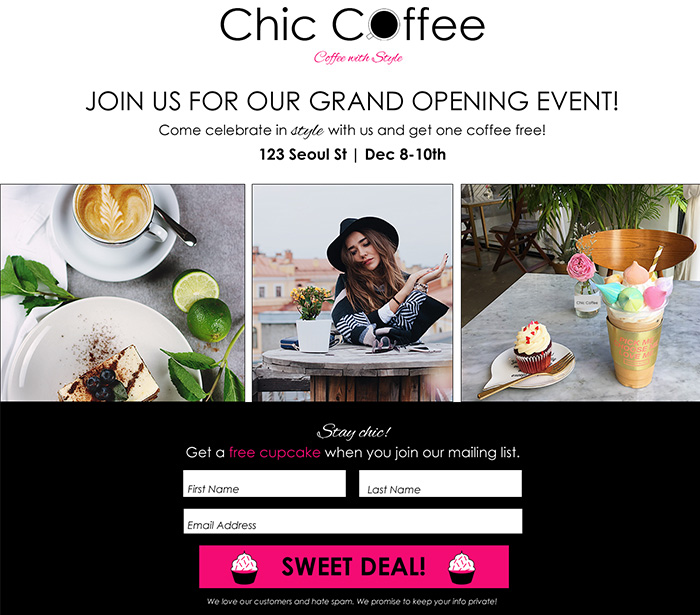 Chic Coffee
Coffee with Style
JOIN US FOR OUR GRAND OPENING EVENT!
Come celebrate in style with us and get one coffee free!
123 Seoul St | Dec 8-10th
Chic Coffee
Stay chic!
Get a free cupcake when you join our mailing list.
First Name
Last Name
Email Address
SWEET DEAL!
We love our customers and hate spam. We promise to keep your info private!